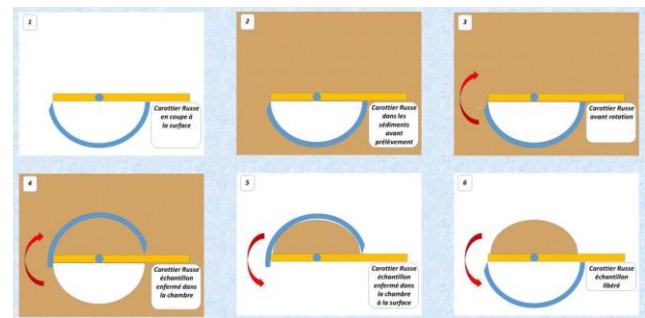 1
Carottier Russe
en coupe à
la surface
2
Carottier Russe
dans les
sédiments
avant
prélèvement
3
Carottier Russe
avant rotation
4
Carottier Russe
échantillon
enfermé dans
la chambre
5
Carottier Russe
échantillon
enfermé dans
la chambre
à la surface
6
Carottier Russe
échantillon
libéré